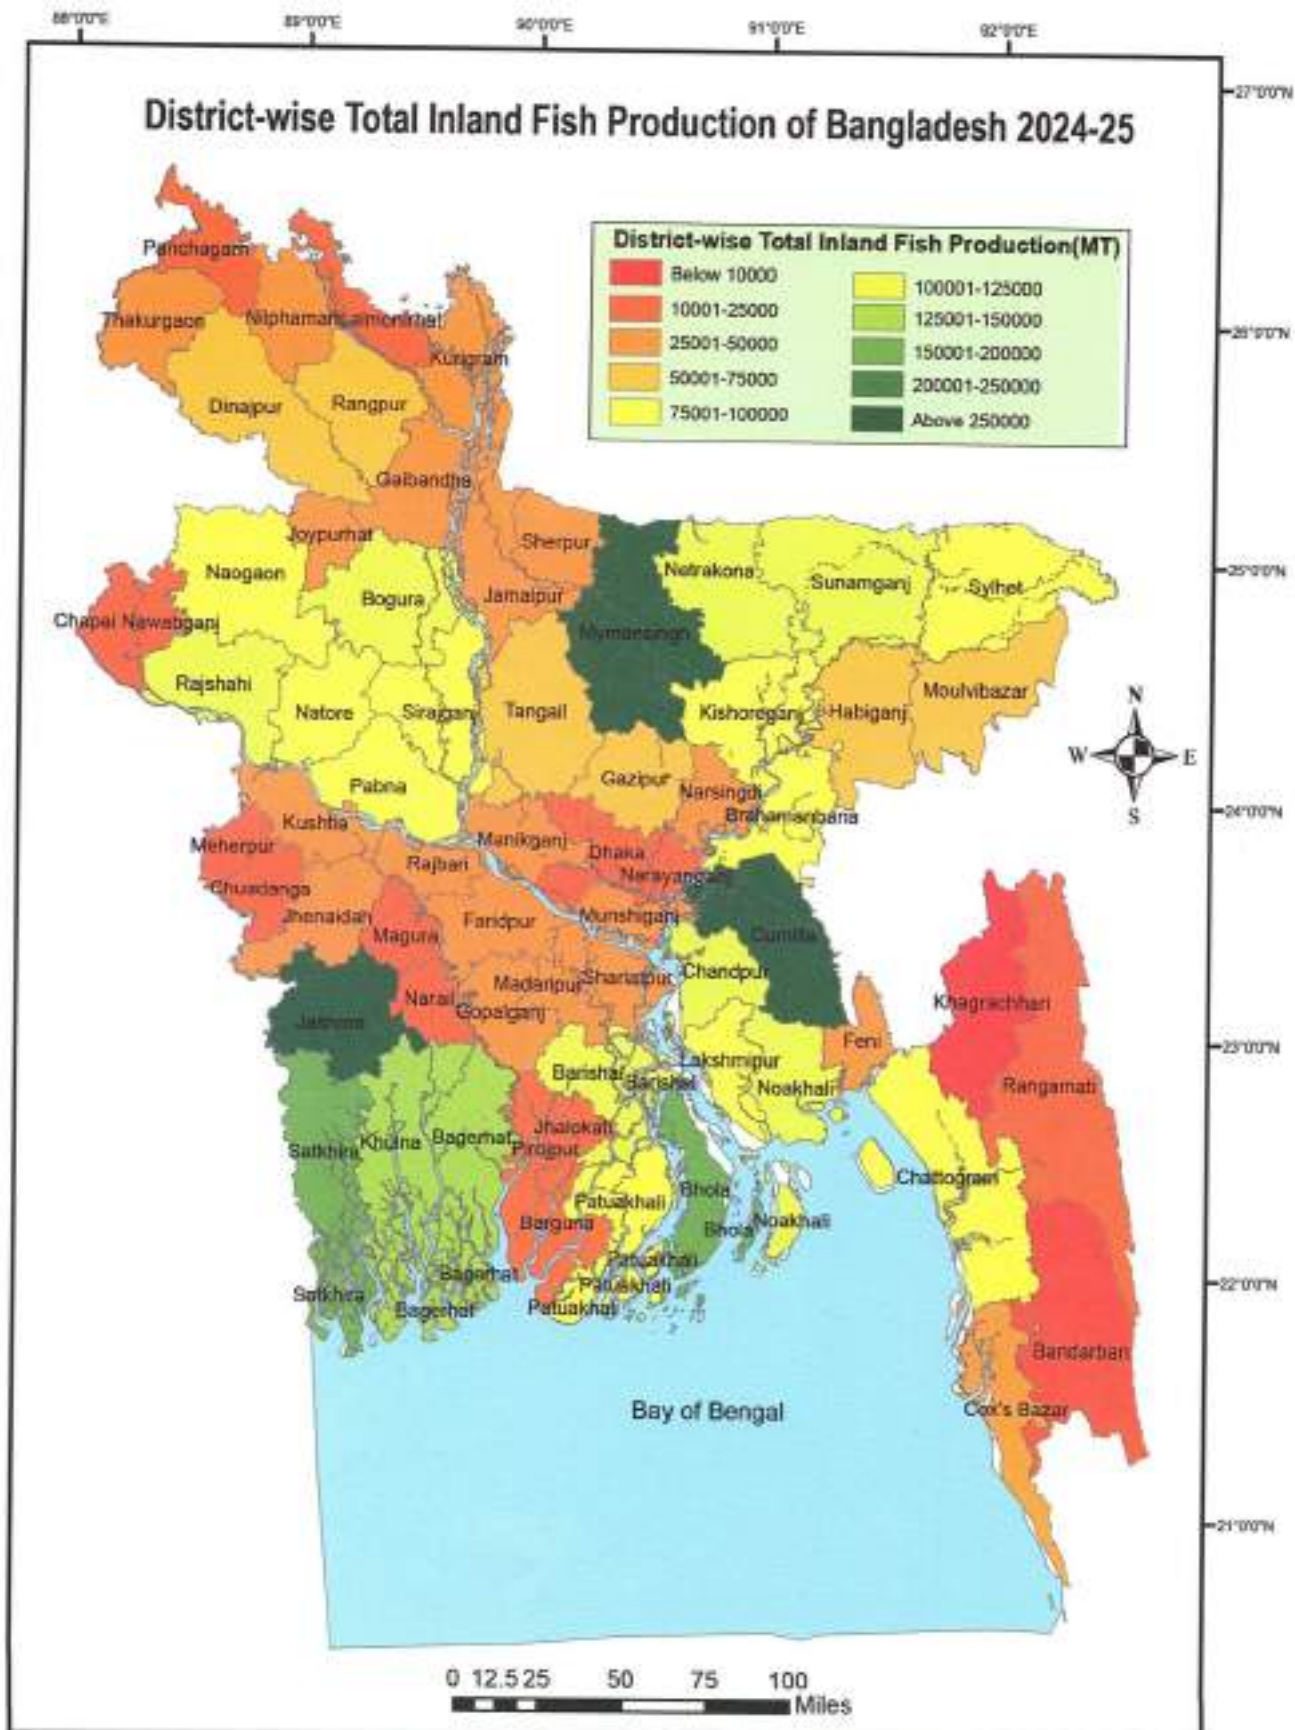 88°0'0"E 89°0'0"E 90°0'0"E 91°0'0"E 92°0'0"E
27°0'0"N
District-wise Total Inland Fish Production of Bangladesh 2024-25
District-wise Total Inland Fish Production(MT)
Below 10000
10001-25000
25001-50000
50001-75000
75001-100000
100001-125000
125001-150000
150001-200000
200001-250000
Above 250000
Panchagarh
Thakurgaon
Nilphamari
Lalmonirhat
26°0'0"N
Kurigram
Dinajpur
Rangpur
Gaibandha
Joypurhat
Sherpur
Naogaon
Netrakona
25°0'0"N
Sunamganj
Sylhet
Bogura
Jamalpur
Chapai Nawabganj
Mymensingh
Rajshahi
Moulvibazar
Natore
Sirajganj
Tangail
Kishoreganj
Habiganj
N
W
E
S
Pabna
Gazipur
Narsingdi
24°0'0"N
Brahamanbaria
Kushtia
Meherpur
Manikganj
Rajbari
Dhaka
Narayanganj
Chuadanga
Jhenaidah
Faridpur
Munshiganj
Magura
Cumilla
Chandpur
Shariatpur
Madaripur
Narail
Gopalganj
Khagrachhari
Jashore
Feni
23°0'0"N
Lakshmipur
Barishal
Barishal
Noakhali
Rangamati
Jhalokati
Pirojpur
Satkhira
Khulna
Bagerhat
Chattogram
Bhola
Patuakhali
Barguna
Bhola
Noakhali
Patuakhali
Bagerhat
Patuakhali
22°0'0"N
Satkhira
Bagerhat
Patuakhali
Bandarban
Cox's Bazar
Bay of Bengal
21°0'0"N
0 12.5 25 50 75 100
Miles